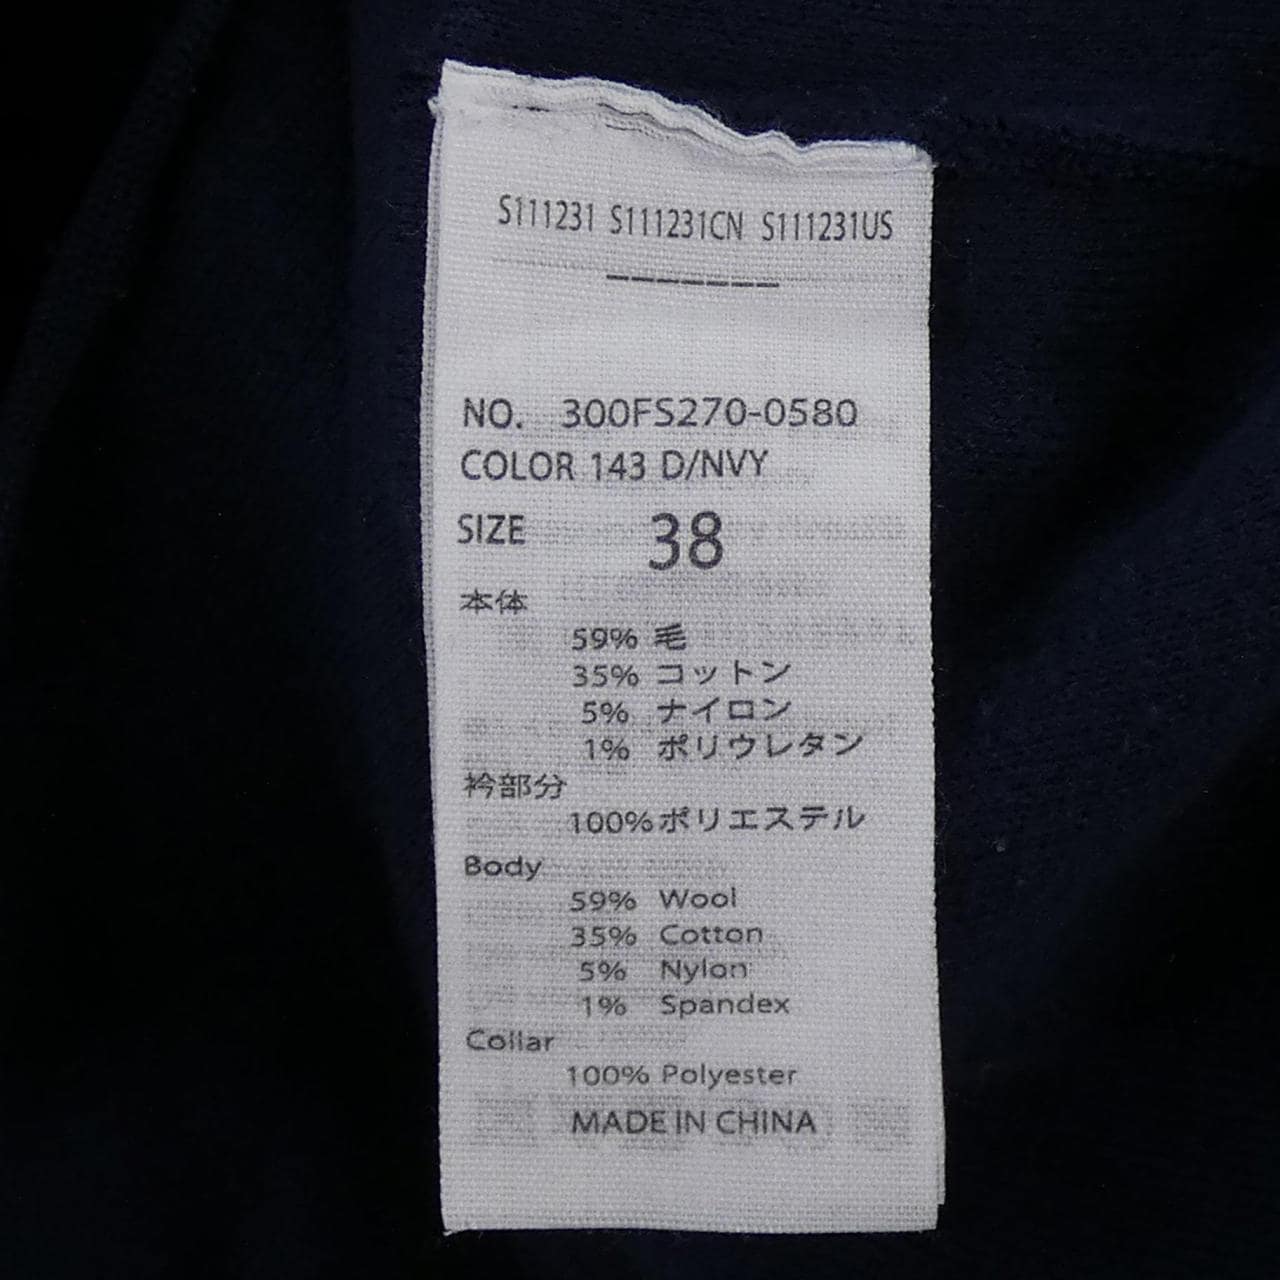 S111231 S111231CN S111231US
NO. 300FS270-0580
COLOR 143 D/NVY
SIZE 38
本体
59% 毛
35% コットン
5% ナイロン
1% ポリウレタン
衿部分
100% ポリエステル
Body
59% Wool
35% Cotton
5% Nylon
1% Spandex
Collar
100% Polyester
MADE IN CHINA